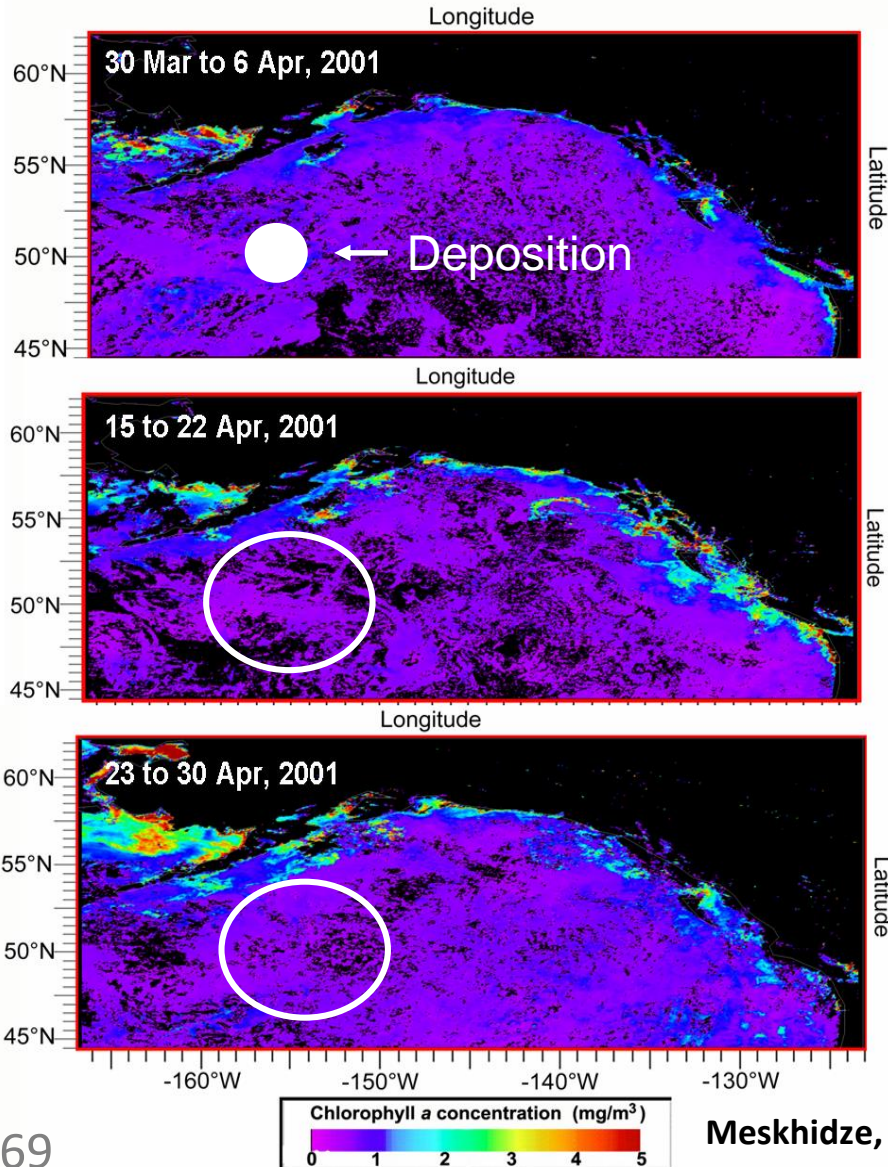 Longitude
30 Mar to 6 Apr, 2001
60°N
55°N
50°N
45°N
Deposition
Latitude
Longitude
15 to 22 Apr, 2001
60°N
55°N
50°N
45°N
Latitude
Longitude
23 to 30 Apr, 2001
60°N
55°N
50°N
45°N
Latitude
-160°W -150°W -140°W -130°W
Chlorophyll a concentration (mg/m³)
0 1 2 3 4 5
Meskhidze,
69